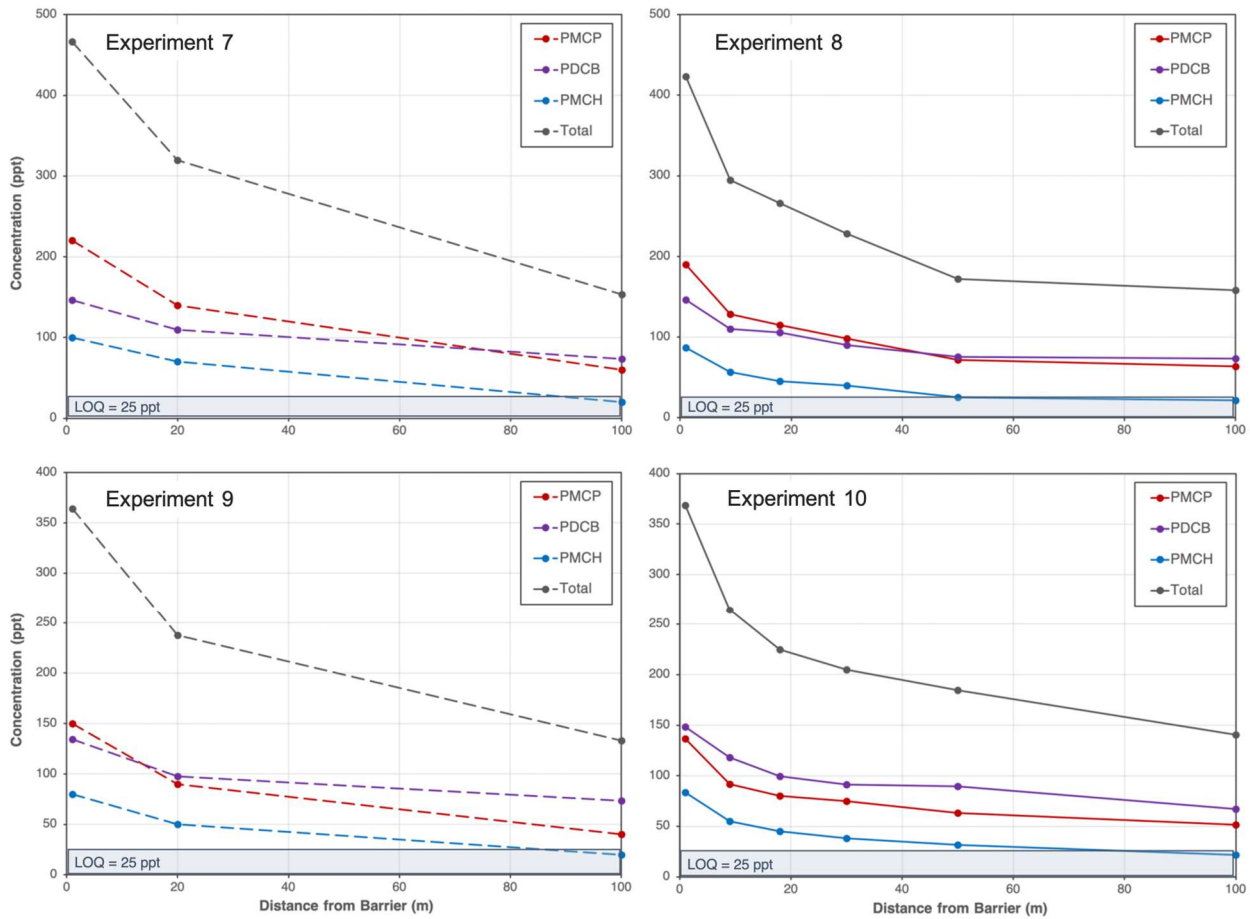 Experiment 7
PMCP
PDCB
PMCH
Total
Concentration (ppt)
500
400
300
200
100
0
LOQ = 25 ppt
0 20 40 60 80 100
Experiment 8
PMCP
PDCB
PMCH
Total
500
400
300
200
100
0
LOQ = 25 ppt
0 20 40 60 80 100
Experiment 9
PMCP
PDCB
PMCH
Total
Concentration (ppt)
400
350
300
250
200
150
100
50
0
LOQ = 25 ppt
0 20 40 60 80 100
Distance from Barrier (m)
Experiment 10
PMCP
PDCB
PMCH
Total
400
350
300
250
200
150
100
50
0
LOQ = 25 ppt
0 20 40 60 80 100
Distance from Barrier (m)